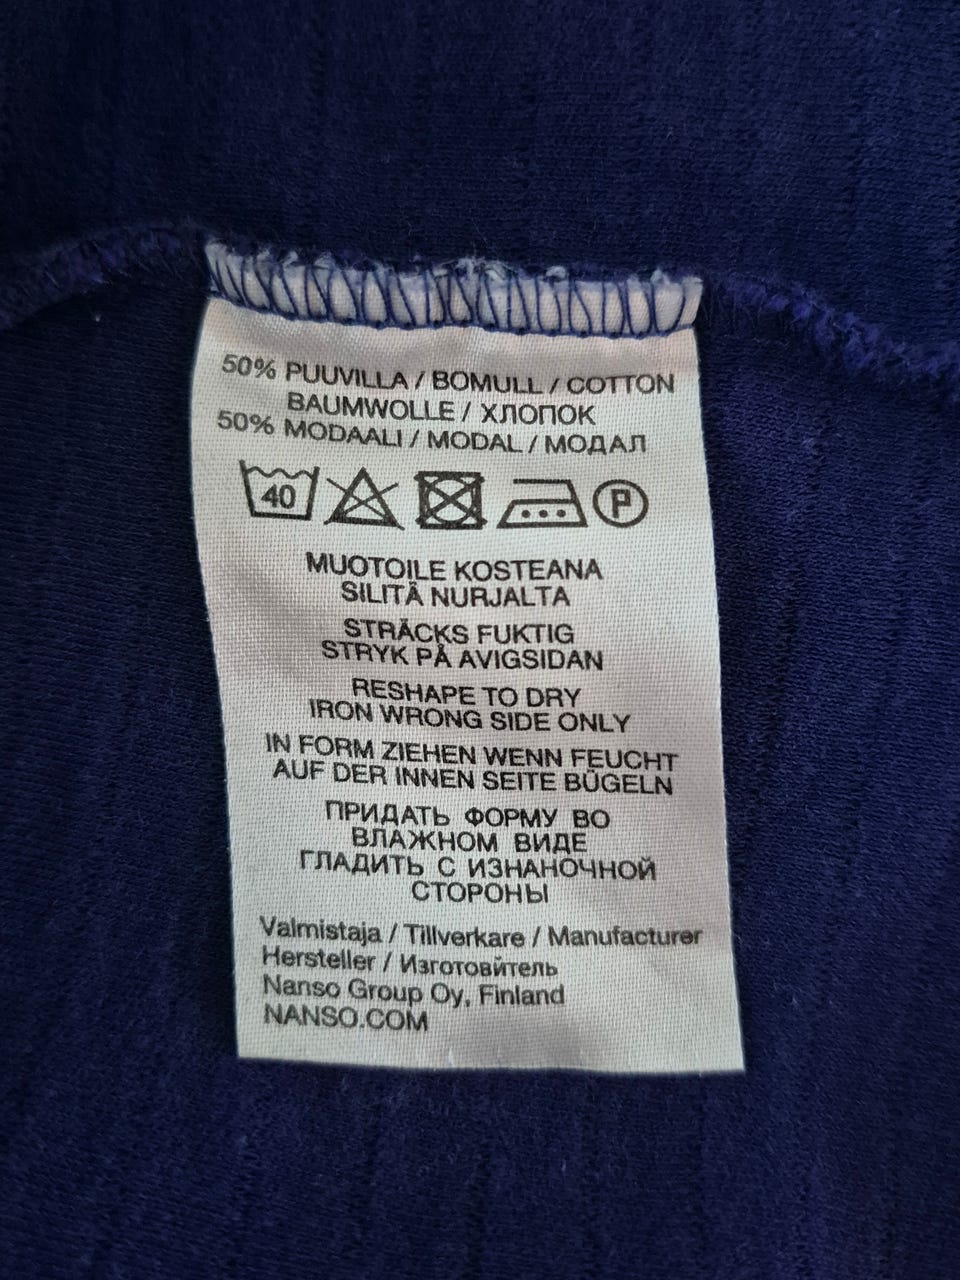 50% PUUVILLA / BOMULL / COTTON
BAUMWOLLE / ХЛОПОК
50% MODAALI / MODAL / МОДАЛ
40 P
MUOTOILE KOSTEANA
SILITÄ NURJALTA
STRÄCKS FUKTIG
STRYK PÅ AVIGSIDAN
RESHAPE TO DRY
IRON WRONG SIDE ONLY
IN FORM ZIEHEN WENN FEUCHT
AUF DER INNEN SEITE BÜGELN
ПРИДАТЬ ФОРМУ ВО
ВЛАЖНОМ ВИДЕ
ГЛАДИТЬ С ИЗНАНОЧНОЙ
СТОРОНЫ
Valmistaja / Tillverkare / Manufacturer
Hersteller / Изготовйтель
Nanso Group Oy, Finland
NANSO.COM